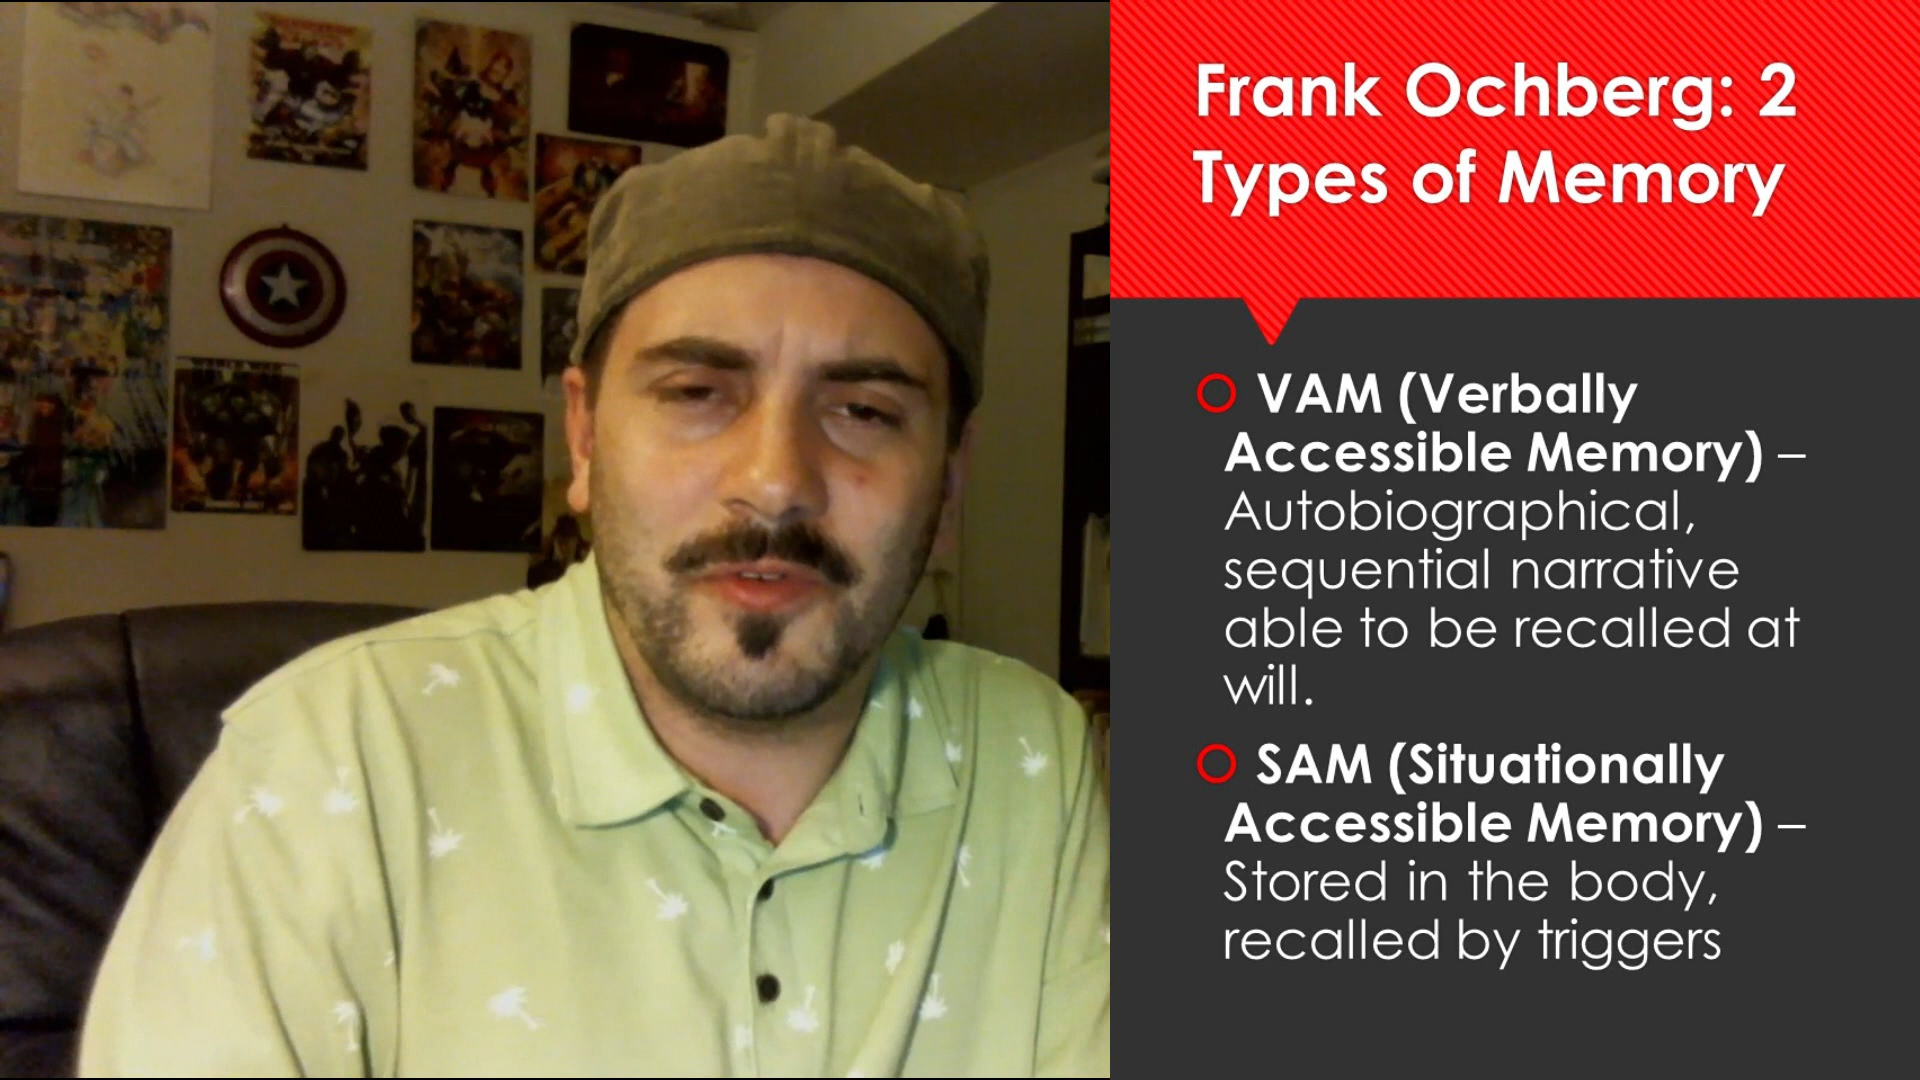 Frank Ochberg: 2
Types of Memory
VAM (Verbally
Accessible Memory) –
Autobiographical,
sequential narrative
able to be recalled at
will.
SAM (Situationally
Accessible Memory) –
Stored in the body,
recalled by triggers